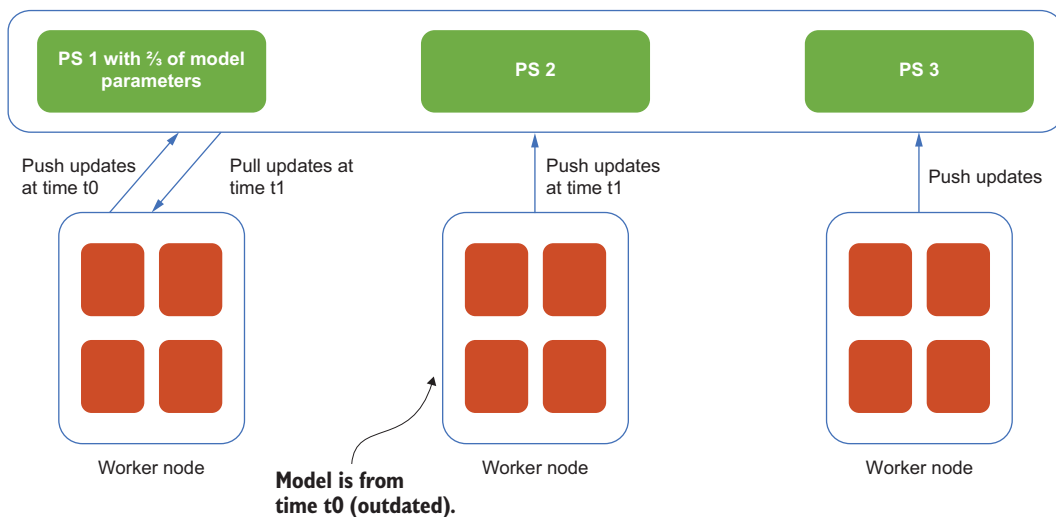 PS 1 with ⅔ of model
parameters
PS 2
PS 3
Push updates
at time t0
Pull updates at
time t1
Push updates
at time t1
Push updates
Worker node
Model is from
time t0 (outdated).
Worker node
Worker node